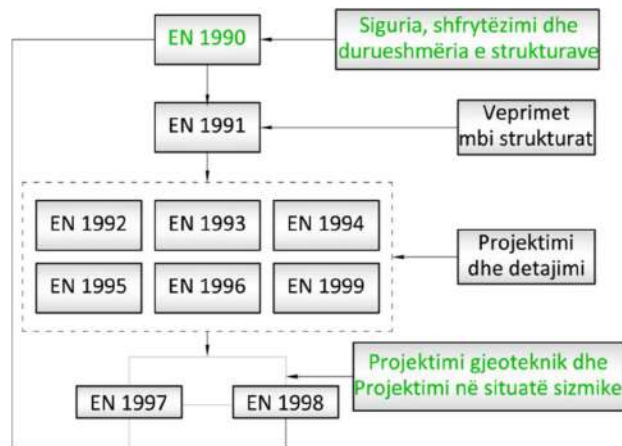 EN 1990
Siguria, shfrytëzimi dhe
durueshmëria e strukturave
EN 1991
Veprimet
mbi strukturat
EN 1992
EN 1993
EN 1994
EN 1995
EN 1996
EN 1999
Projektimi
dhe detajimi
Projektimi gjeoteknik dhe
Projektimi në situatë sizmike
EN 1997
EN 1998